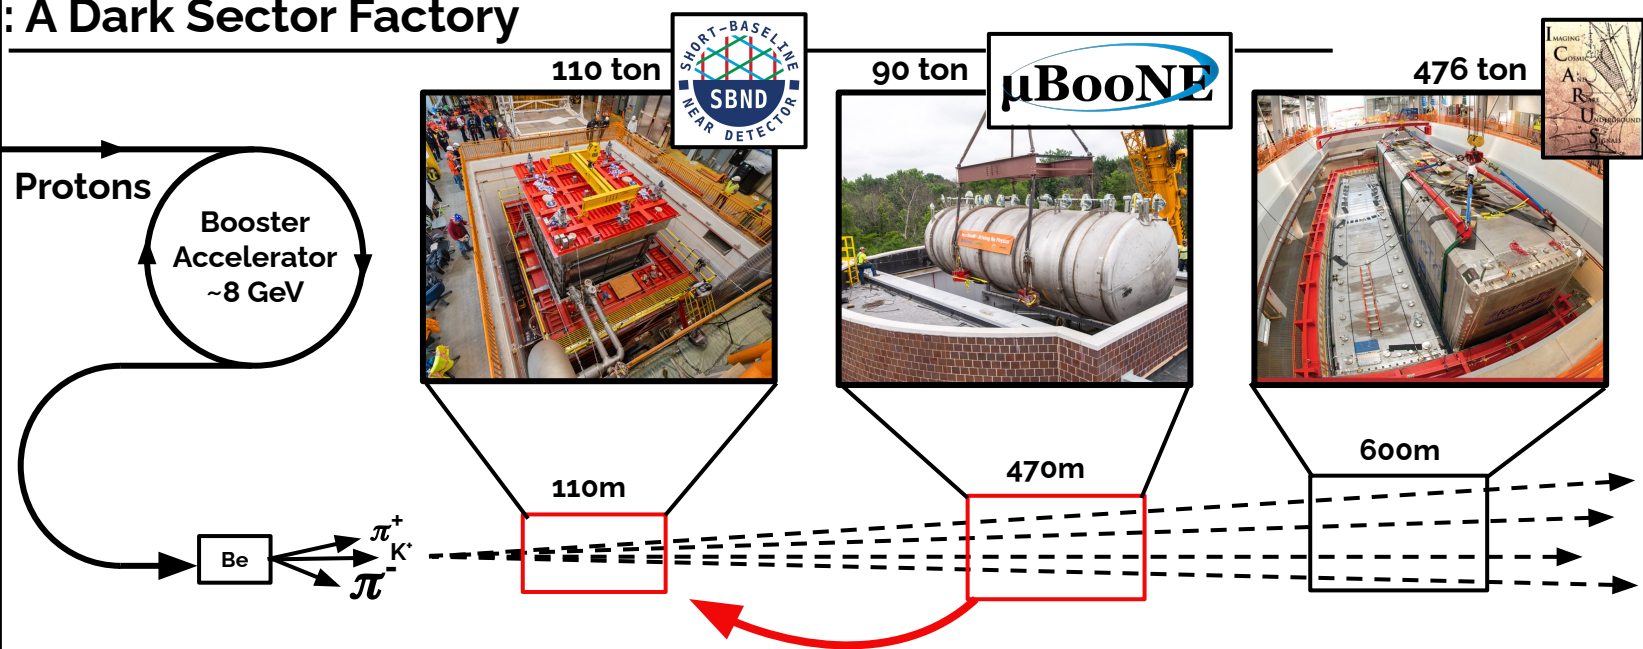 : A Dark Sector Factory
110 ton
SHORT-BASELINE
SBND
NEAR DETECTOR
90 ton
µBooNE
476 ton
IMAGING
COSMIC
AND
RARE
UNDERGROUND
SIGNALS
Protons
Booster
Accelerator
~8 GeV
110m
470m
600m
Be
π+
K+
π-